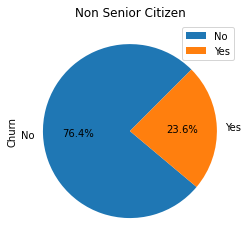 Non Senior Citizen
No
Yes
Churn
No
76.4%
23.6%
Yes